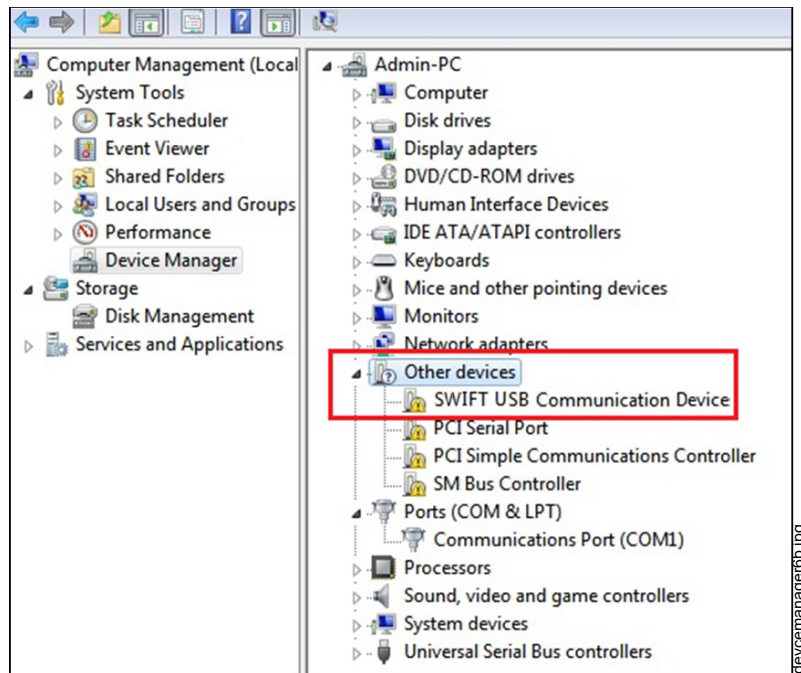 Computer Management (Local
System Tools
Task Scheduler
Event Viewer
Shared Folders
Local Users and Groups
Performance
Device Manager
Storage
Disk Management
Services and Applications
Admin-PC
Computer
Disk drives
Display adapters
DVD/CD-ROM drives
Human Interface Devices
IDE ATA/ATAPI controllers
Keyboards
Mice and other pointing devices
Monitors
Network adapters
Other devices
SWIFT USB Communication Device
PCI Serial Port
PCI Simple Communications Controller
SM Bus Controller
Ports (COM & LPT)
Communications Port (COM1)
Processors
Sound, video and game controllers
System devices
Universal Serial Bus controllers
devcemanager6b.jpg